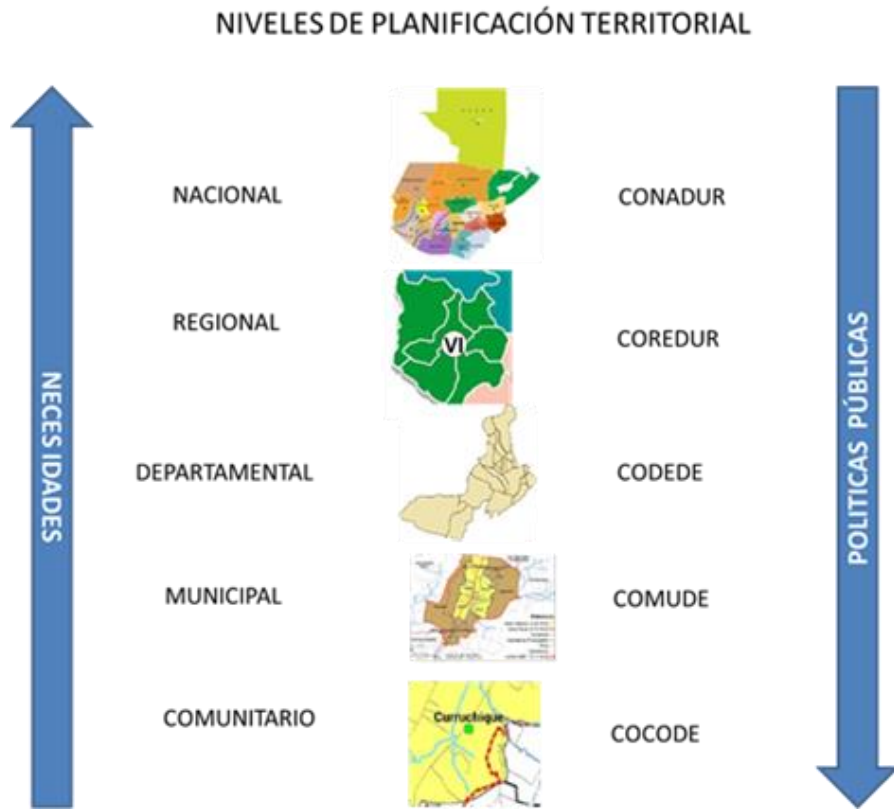 NIVELES DE PLANIFICACIÓN TERRITORIAL
NACIONAL
CONADUR
REGIONAL
VI
COREDUR
NECES IDADES
POLITICAS PÚBLICAS
DEPARTAMENTAL
CODEDE
MUNICIPAL
COMUDE
COMUNITARIO
Curruchique
COCODE